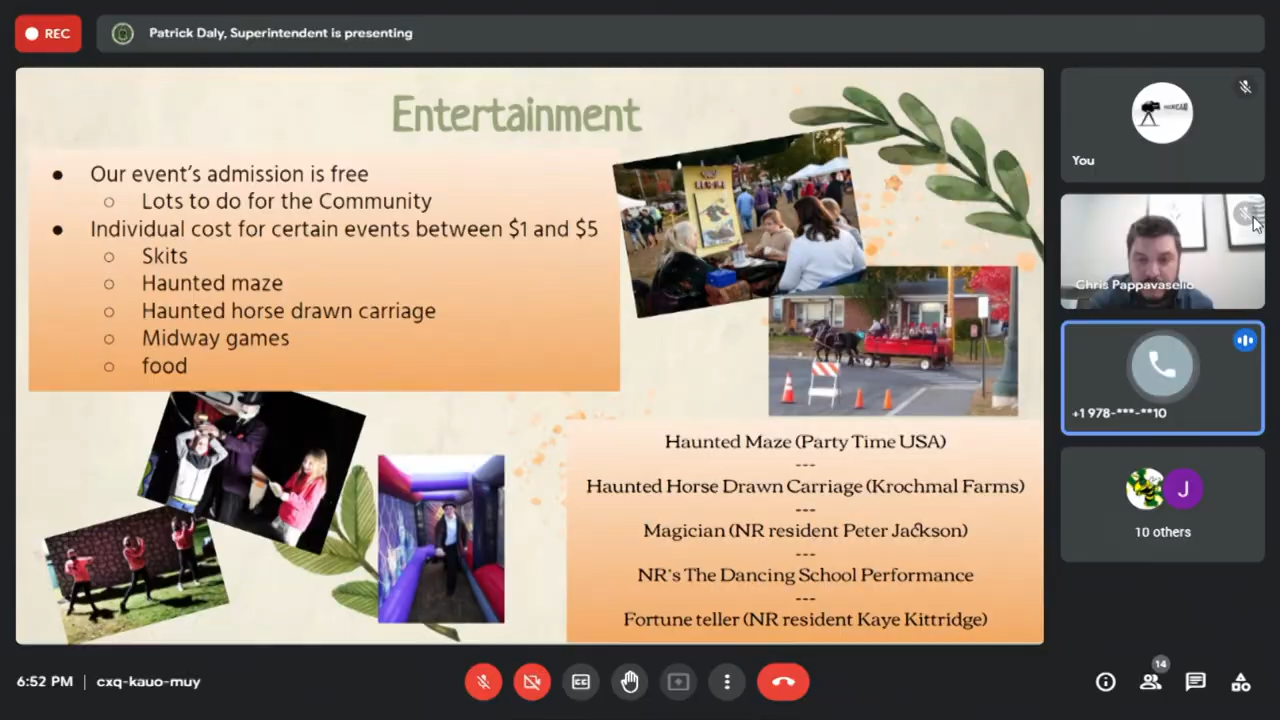 REC
Patrick Daly, Superintendent is presenting
Entertainment
● Our event's admission is free
○ Lots to do for the Community
● Individual cost for certain events between $1 and $5
○ Skits
○ Haunted maze
○ Haunted horse drawn carriage
○ Midway games
○ food
Haunted Maze (Party Time USA)
---
Haunted Horse Drawn Carriage (Krochmal Farms)
---
Magician (NR resident Peter Jackson)
---
NR's The Dancing School Performance
---
Fortune teller (NR resident Kaye Kittridge)
You
Chris Pappavaselio
+1 978-***-**10
J
10 others
6:52 PM | cxq-kauo-muy
CC
14